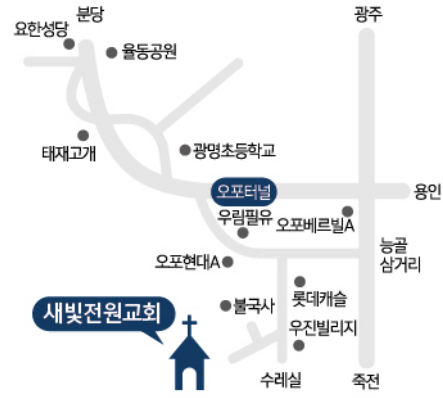 분당
광주
요한성당
율동공원
태재고개
광명초등학교
오포터널
용인
우림필유
오포베르빌A
능골
삼거리
오포현대A
새빛전원교회
불국사
롯데캐슬
우진빌리지
수레실
죽전